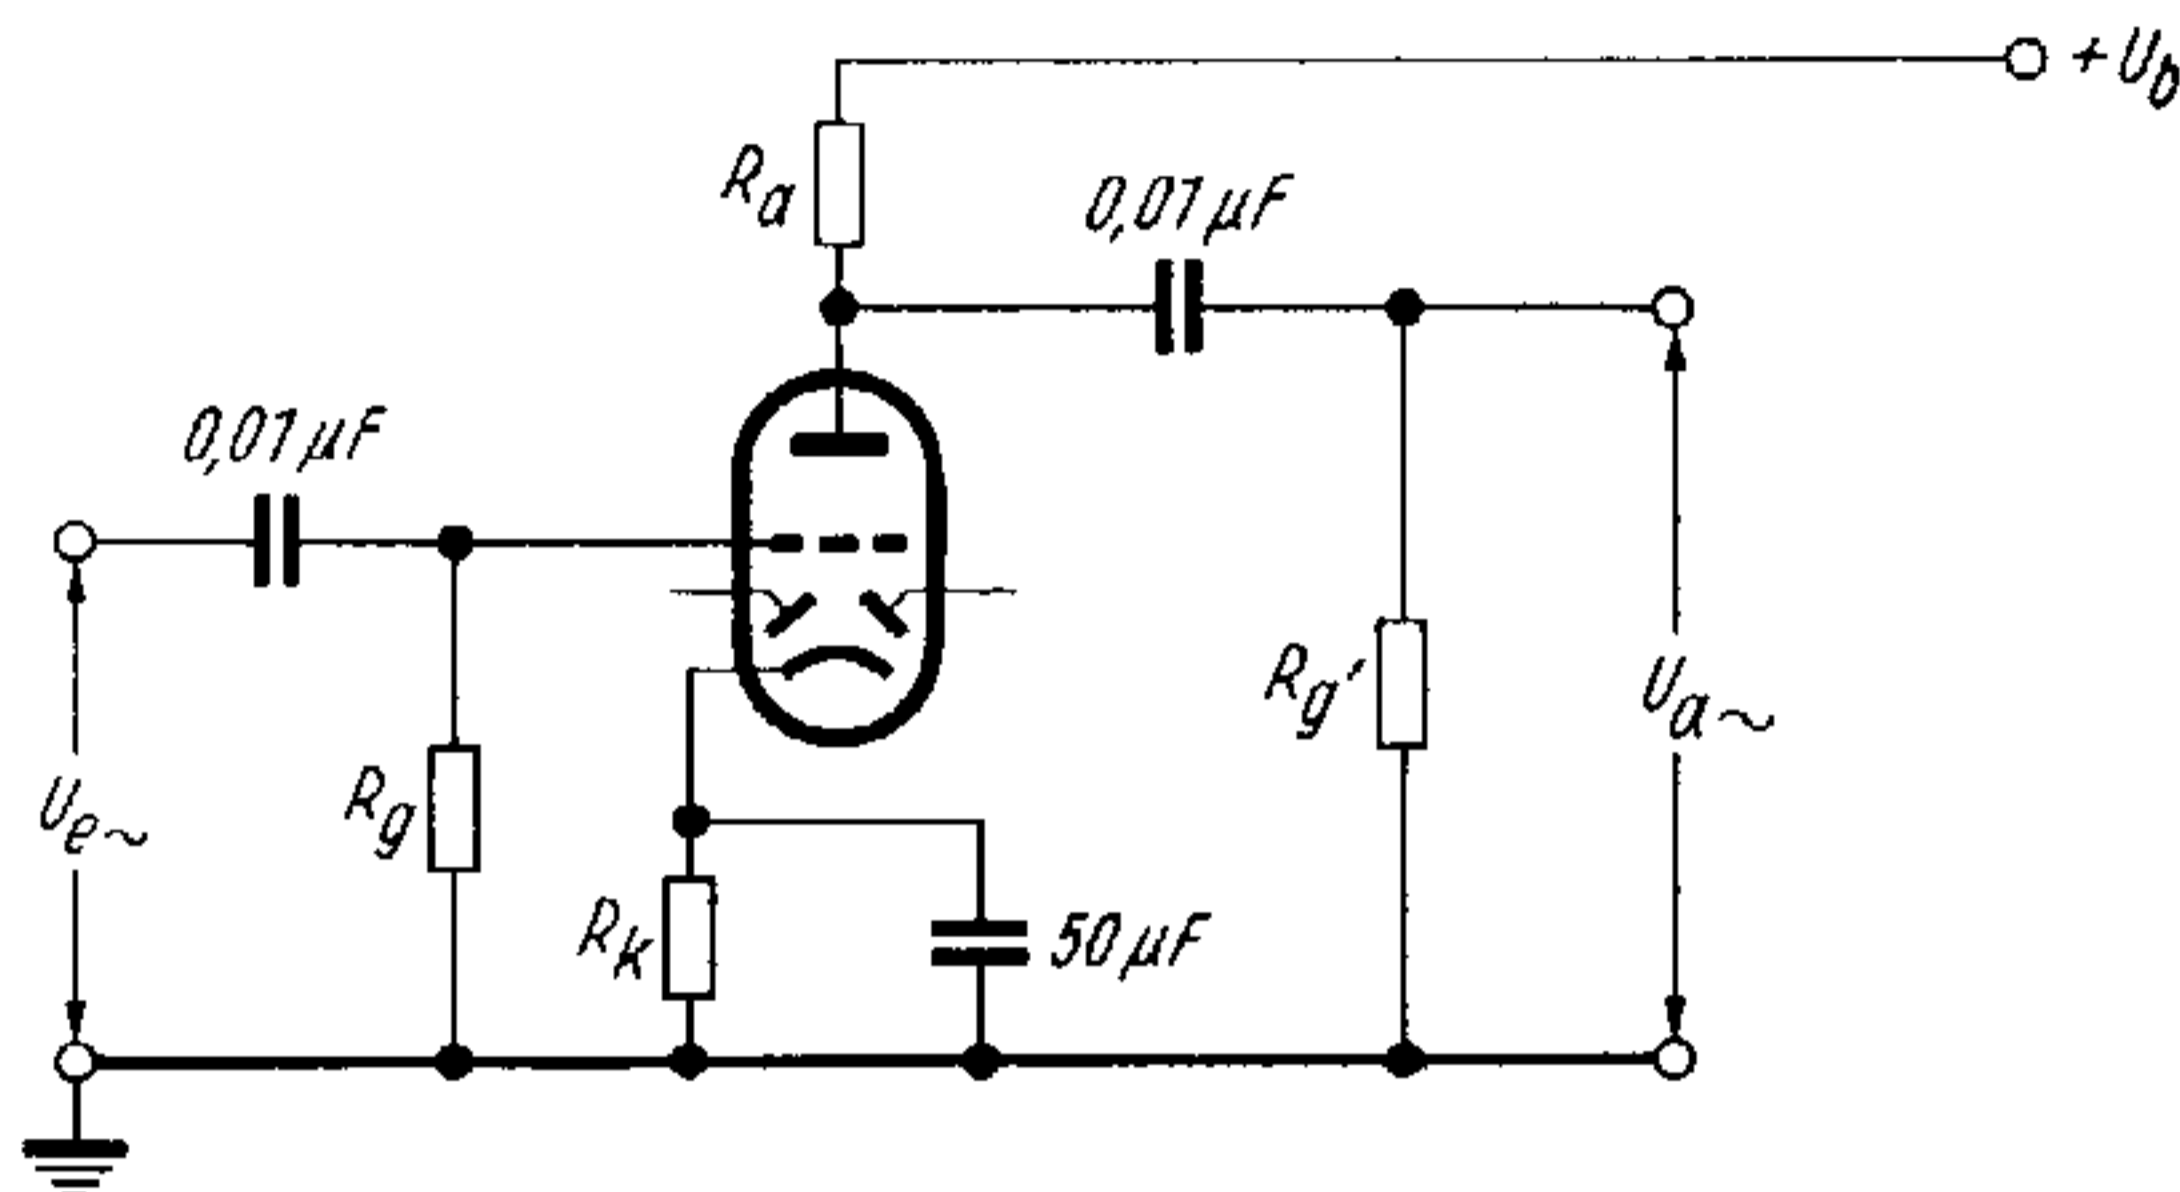 +U_b
R_a
0,01 µF
0,01 µF
R_g'
U_a~
U_e~
R_g
R_k
50 µF